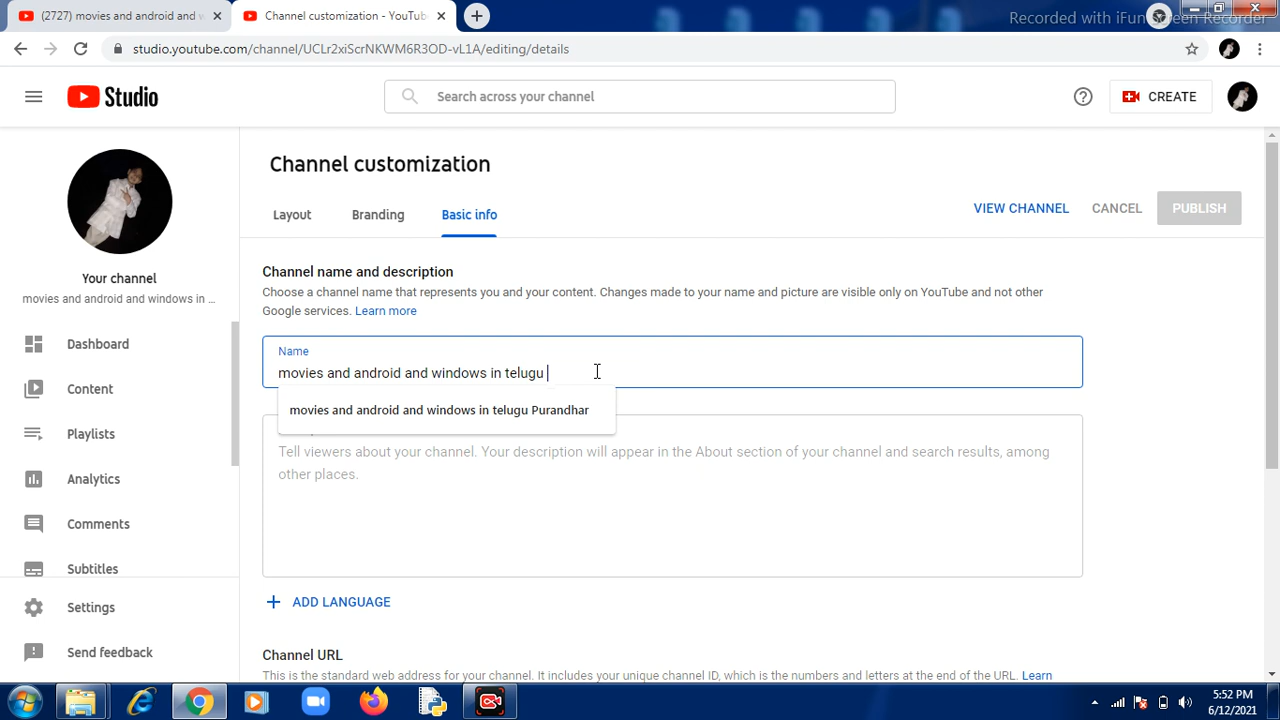 (2727) movies and android and w
Channel customization - YouTub
Recorded with iFun Screen Recorder
studio.youtube.com/channel/UCLr2xiScrNKWM6R3OD-vL1A/editing/details
Studio
Search across your channel
CREATE
Channel customization
Layout
Branding
Basic info
VIEW CHANNEL
CANCEL
PUBLISH
Your channel
movies and android and windows in ...
Dashboard
Content
Playlists
Analytics
Comments
Subtitles
Settings
Send feedback
Channel name and description
Choose a channel name that represents you and your content. Changes made to your name and picture are visible only on YouTube and not other
Google services. Learn more
Name
movies and android and windows in telugu
movies and android and windows in telugu Purandhar
Tell viewers about your channel. Your description will appear in the About section of your channel and search results, among
other places.
ADD LANGUAGE
Channel URL
This is the standard web address for your channel. It includes your unique channel ID, which is the numbers and letters at the end of the URL. Learn
5:52 PM
6/12/2021